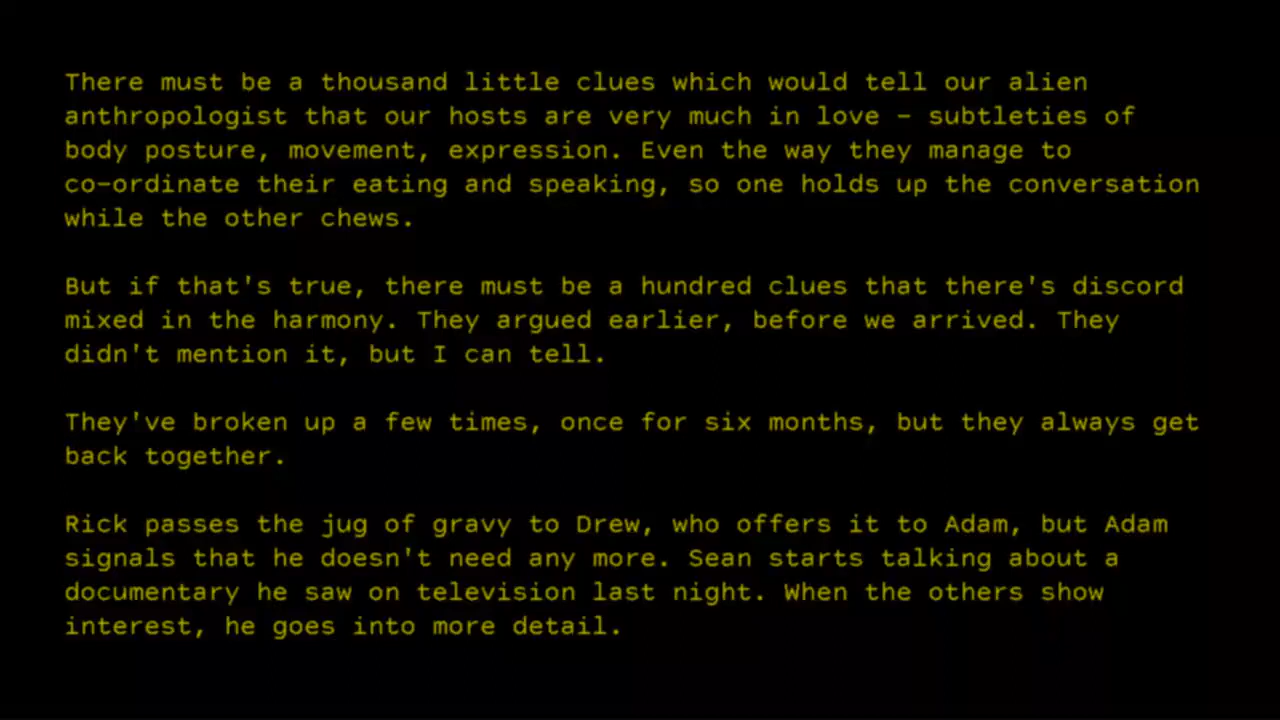 There must be a thousand little clues which would tell our alien
anthropologist that our hosts are very much in love – subtleties of
body posture, movement, expression. Even the way they manage to
co-ordinate their eating and speaking, so one holds up the conversation
while the other chews.
But if that's true, there must be a hundred clues that there's discord
mixed in the harmony. They argued earlier, before we arrived. They
didn't mention it, but I can tell.
They've broken up a few times, once for six months, but they always get
back together.
Rick passes the jug of gravy to Drew, who offers it to Adam, but Adam
signals that he doesn't need any more. Sean starts talking about a
documentary he saw on television last night. When the others show
interest, he goes into more detail.